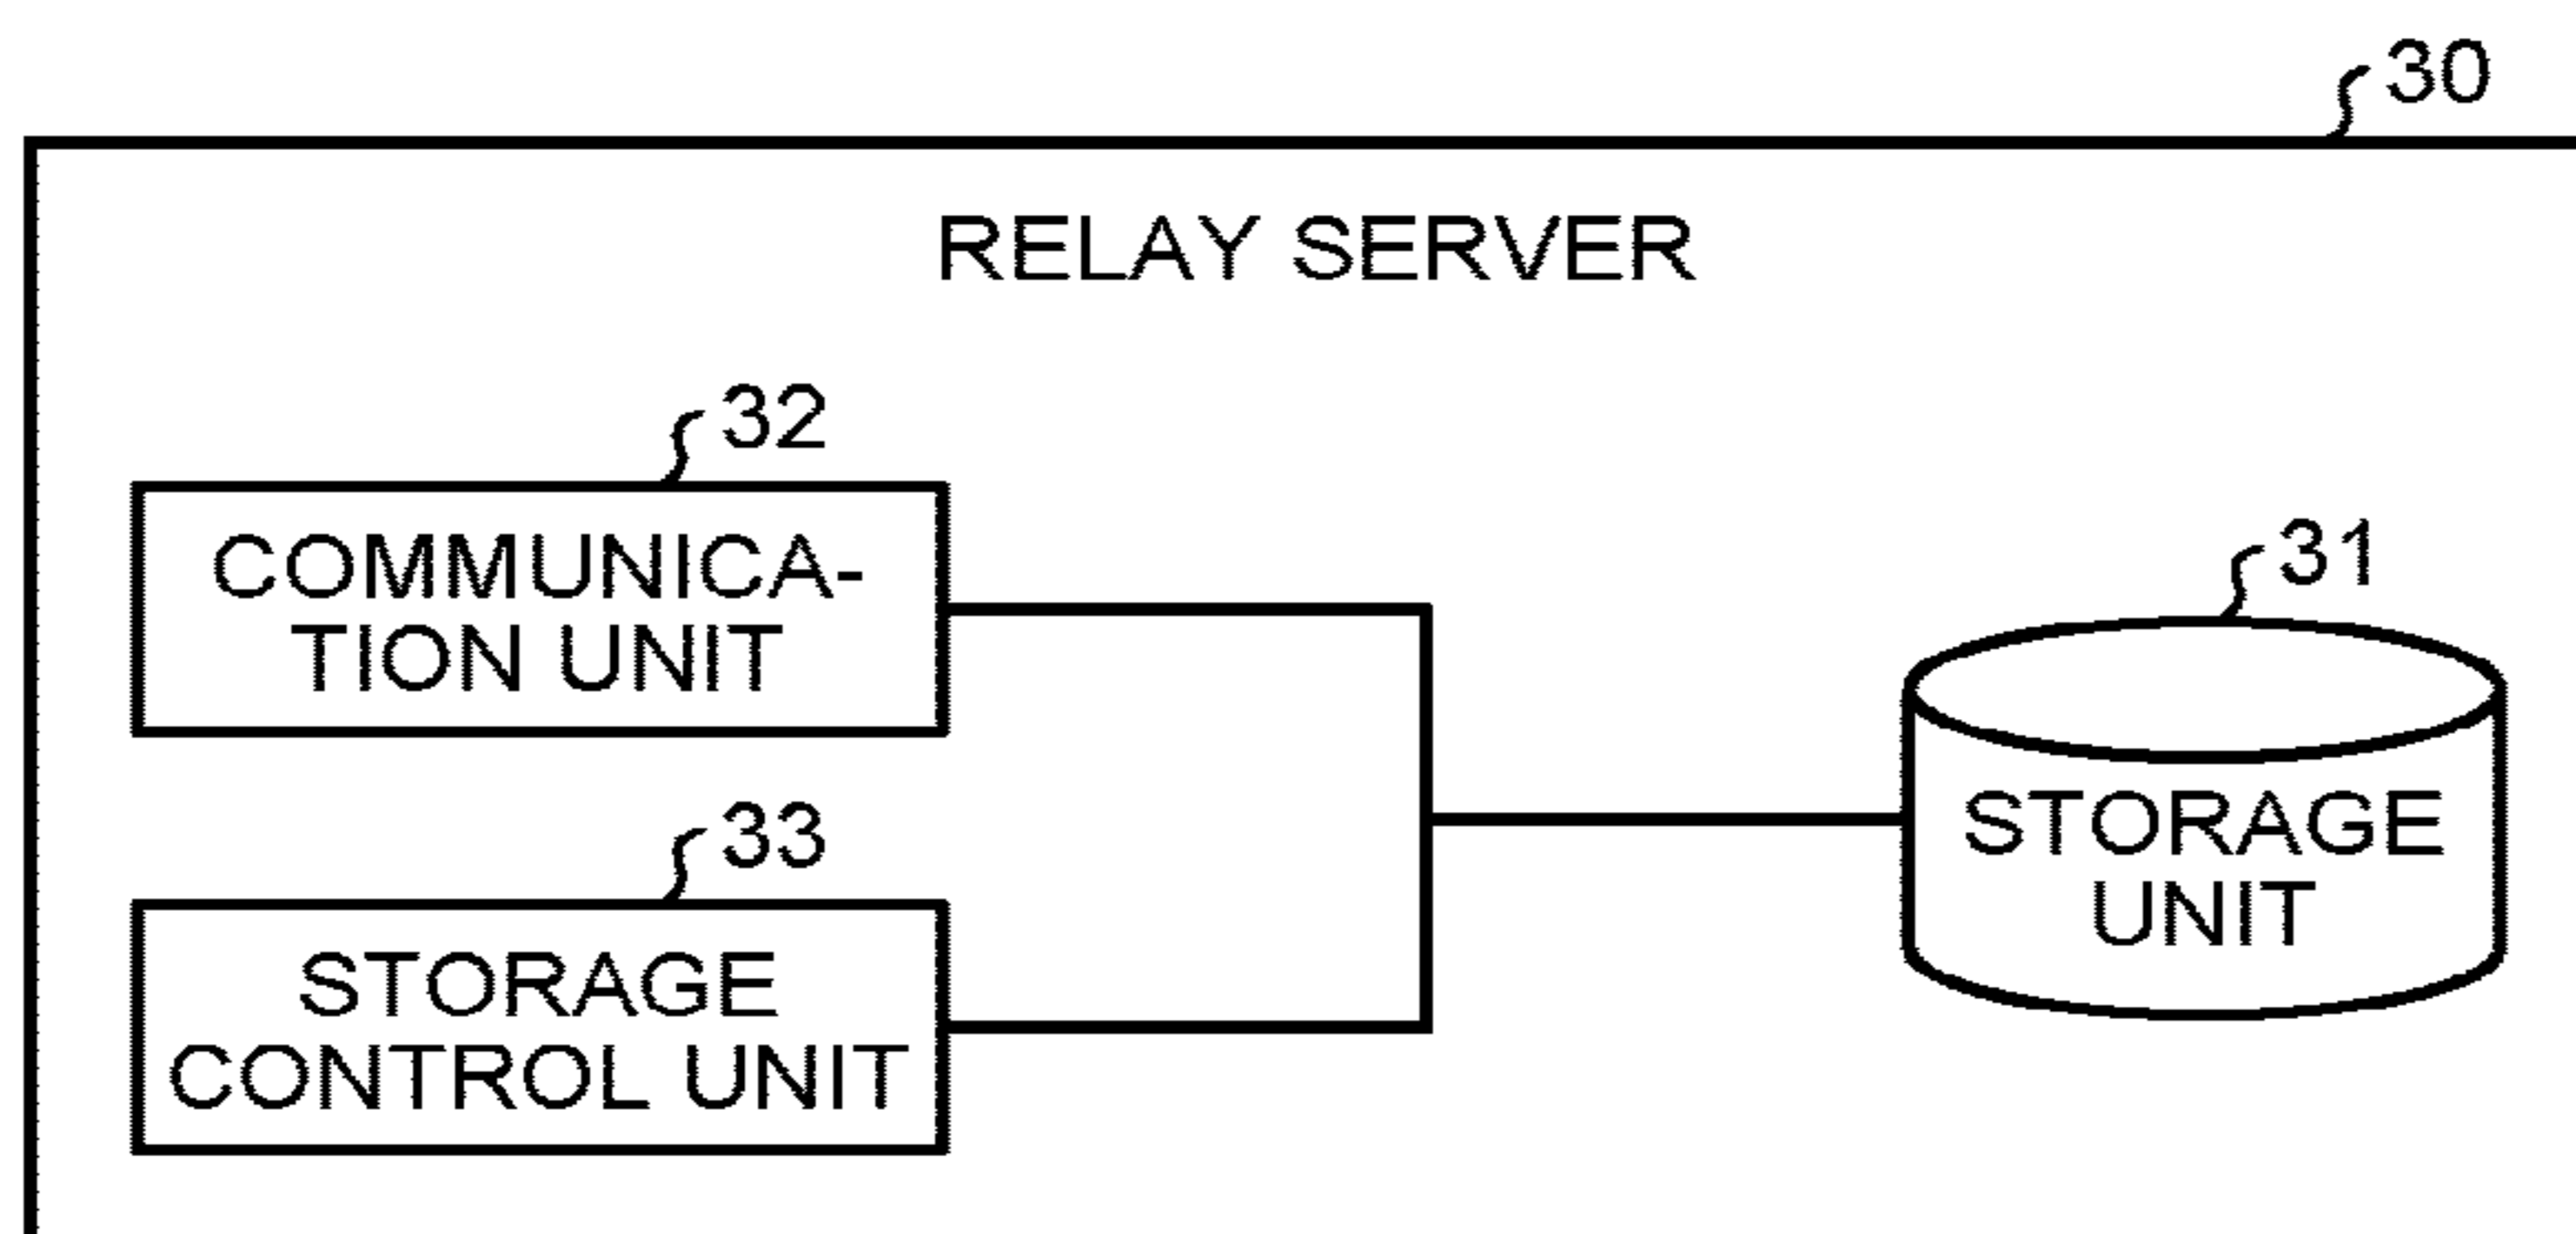 30
RELAY SERVER
32
COMMUNICA-
TION UNIT
31
STORAGE
UNIT
33
STORAGE
CONTROL UNIT